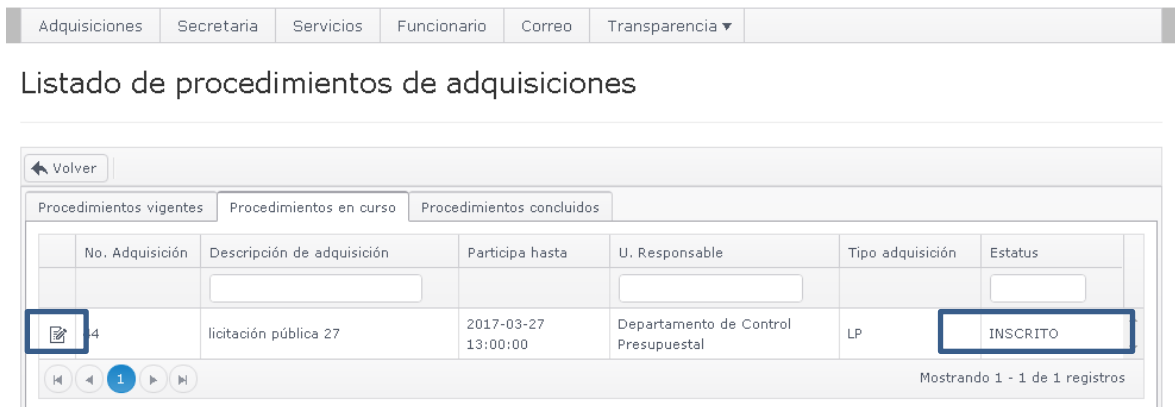 Adquisiciones Secretaria Servicios Funcionario Correo Transparencia
Listado de procedimientos de adquisiciones
Volver
Procedimientos vigentes Procedimientos en curso Procedimientos concluidos
No. Adquisición Descripción de adquisición Participa hasta U. Responsable Tipo adquisición Estatus
licitación pública 27 2017-03-27 13:00:00 Departamento de Control Presupuestal LP INSCRITO
1 Mostrando 1 - 1 de 1 registros